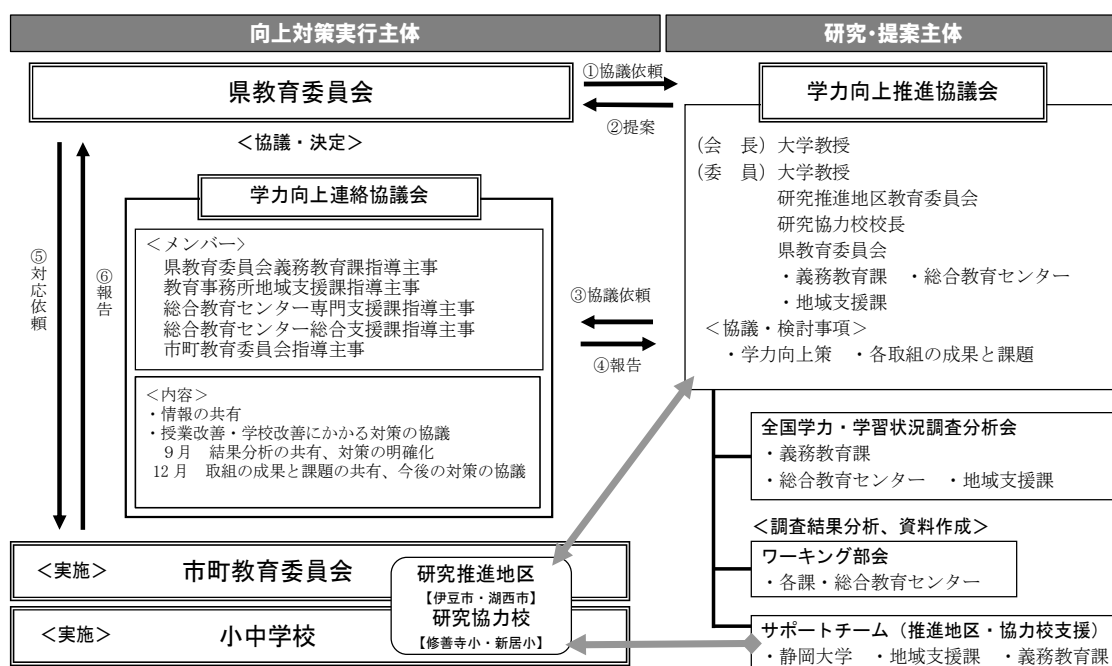 向上対策実行主体
県教育委員会
<協議・決定>
①協議依頼
②提案
学力向上連絡協議会
<メンバー>
県教育委員会義務教育課指導主事
教育事務所地域支援課指導主事
総合教育センター専門支援課指導主事
総合教育センター総合支援課指導主事
市町教育委員会指導主事
<内容>
・情報の共有
・授業改善・学校改善にかかる対策の協議
９月　結果分析の共有、対策の明確化
12月　取組の成果と課題の共有、今後の対策の協議
⑤対応依頼
⑥報告
③協議依頼
④報告
<実施>　市町教育委員会
<実施>　小中学校
研究推進地区
【伊豆市・湖西市】
研究協力校
【修善寺小・新居小】
研究・提案主体
学力向上推進協議会
（会　長）大学教授
（委　員）大学教授
研究推進地区教育委員会
研究協力校校長
県教育委員会
・義務教育課　・総合教育センター
・地域支援課
<協議・検討事項>
・学力向上策　・各取組の成果と課題
全国学力・学習状況調査分析会
・義務教育課
・総合教育センター　・地域支援課
<調査結果分析、資料作成>
ワーキング部会
・各課・総合教育センター
サポートチーム（推進地区・協力校支援）
・静岡大学　・地域支援課　・義務教育課